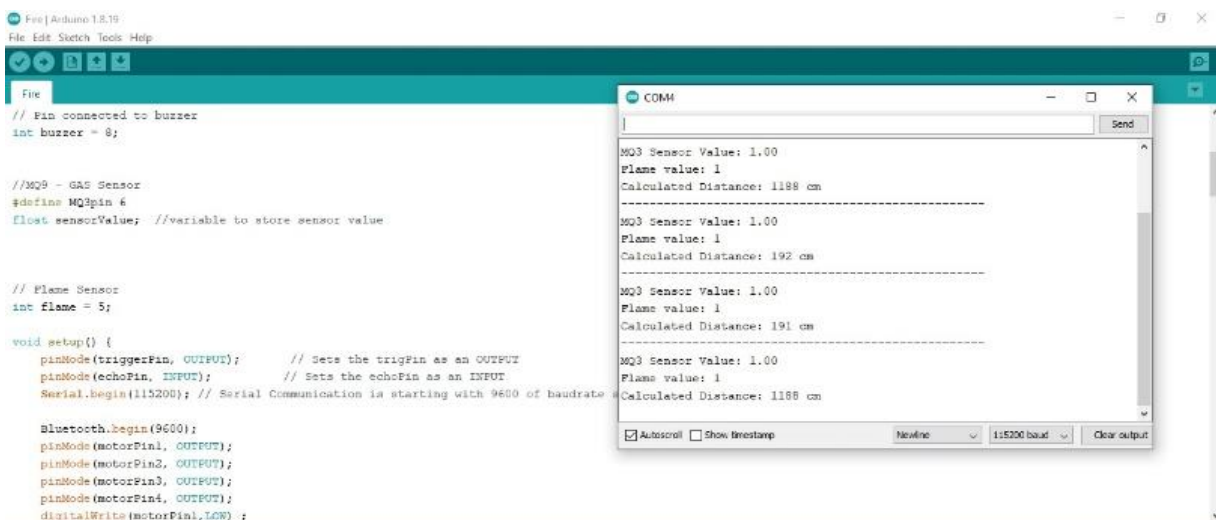 Fire | Arduino 1.8.19
File Edit Sketch Tools Help
Fire
// Pin connected to buzzer
int buzzer = 8;
//MQ9 - GAS Sensor
#define MQ3pin 6
float sensorValue; //variable to store sensor value
// Flame Sensor
int flame = 5;
void setup() {
pinMode(triggerPin, OUTPUT); // Sets the trigPin as an OUTPUT
pinMode(echoPin, INPUT); // Sets the echoPin as an INPUT
Serial.begin(115200); // Serial Communication is starting with 9600 of baudrate s
Bluetooth.begin(9600);
pinMode(motorPin1, OUTPUT);
pinMode(motorPin2, OUTPUT);
pinMode(motorPin3, OUTPUT);
pinMode(motorPin4, OUTPUT);
digitalWrite(motorPin1,LOW) ;
COM4
Send
MQ3 Sensor Value: 1.00
Flame value: 1
Calculated Distance: 1188 cm
-----------------------------------------------------
MQ3 Sensor Value: 1.00
Flame value: 1
Calculated Distance: 192 cm
-----------------------------------------------------
MQ3 Sensor Value: 1.00
Flame value: 1
Calculated Distance: 191 cm
-----------------------------------------------------
MQ3 Sensor Value: 1.00
Flame value: 1
Calculated Distance: 1188 cm
Autoscroll Show timestamp Newline 115200 baud Clear output